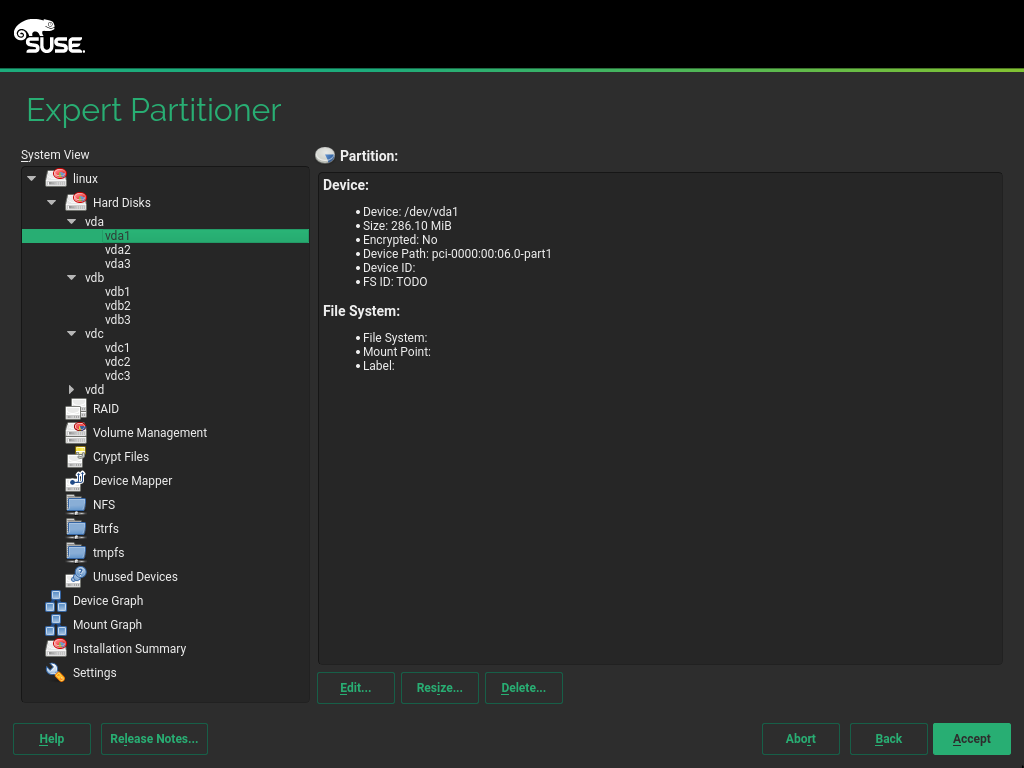 SUSE
Expert Partitioner
System View
linux
Hard Disks
vda
vda1
vda2
vda3
vdb
vdb1
vdb2
vdb3
vdc
vdc1
vdc2
vdc3
vdd
RAID
Volume Management
Crypt Files
Device Mapper
NFS
Btrfs
tmpfs
Unused Devices
Device Graph
Mount Graph
Installation Summary
Settings
Partition:
Device:
• Device: /dev/vda1
• Size: 286.10 MiB
• Encrypted: No
• Device Path: pci-0000:00:06.0-part1
• Device ID:
• FS ID: TODO
File System:
• File System:
• Mount Point:
• Label:
Edit... Resize... Delete...
Help Release Notes... Abort Back Accept